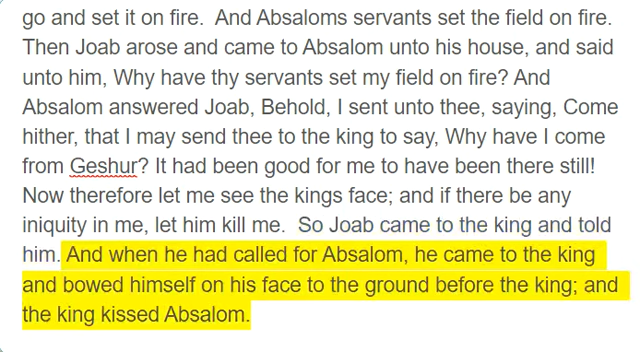 go and set it on fire.  And Absaloms servants set the field on fire.
Then Joab arose and came to Absalom unto his house, and said
unto him, Why have thy servants set my field on fire? And
Absalom answered Joab, Behold, I sent unto thee, saying, Come
hither, that I may send thee to the king to say, Why have I come
from Geshur? It had been good for me to have been there still!
Now therefore let me see the kings face; and if there be any
iniquity in me, let him kill me.  So Joab came to the king and told
him. And when he had called for Absalom, he came to the king
and bowed himself on his face to the ground before the king; and
the king kissed Absalom.